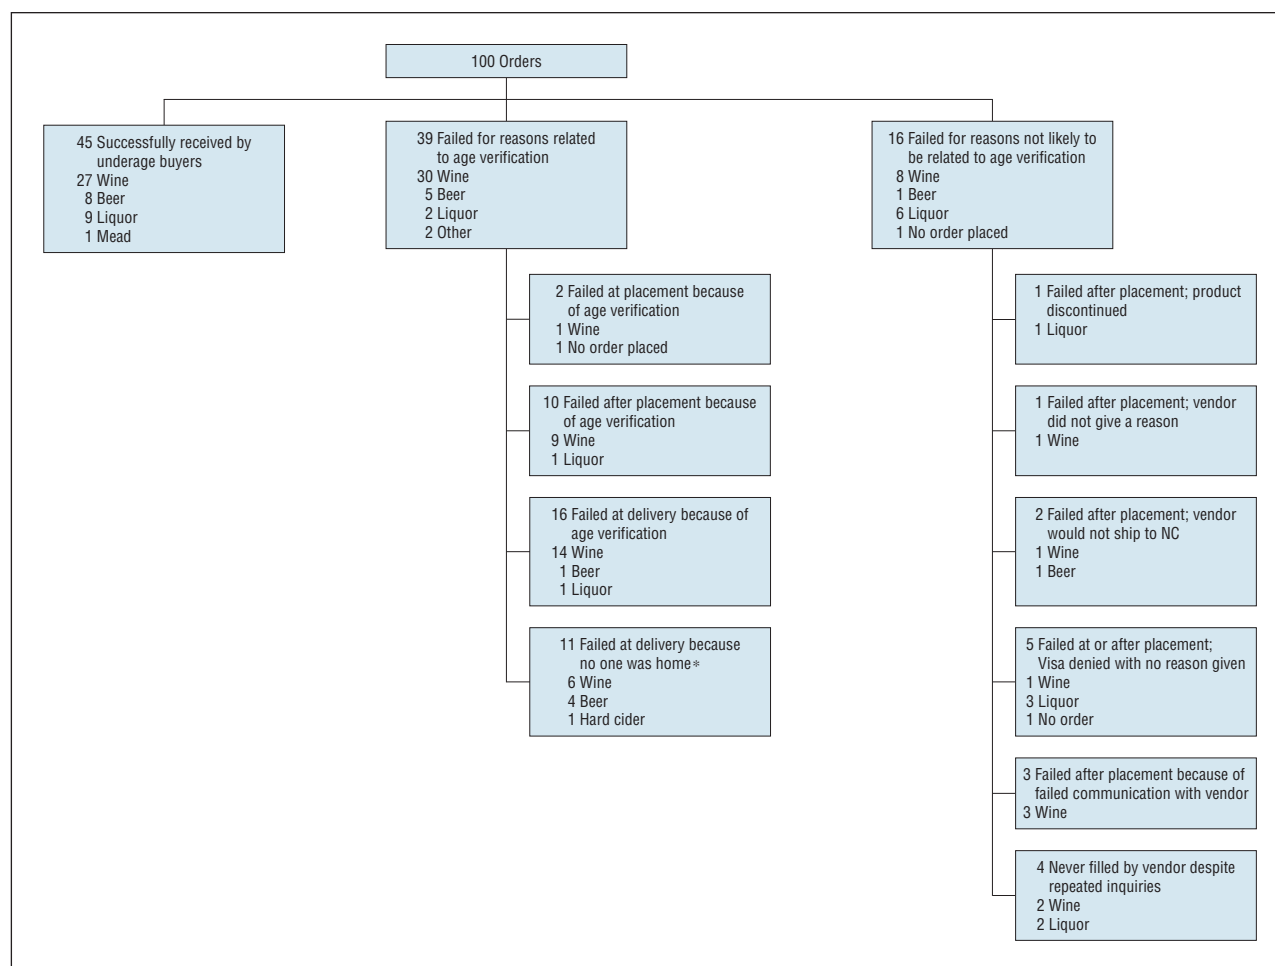 100 Orders
45 Successfully received by
underage buyers
27 Wine
8 Beer
9 Liquor
1 Mead
39 Failed for reasons related
to age verification
30 Wine
5 Beer
2 Liquor
2 Other
16 Failed for reasons not likely to
be related to age verification
8 Wine
1 Beer
6 Liquor
1 No order placed
2 Failed at placement because
of age verification
1 Wine
1 No order placed
10 Failed after placement because
of age verification
9 Wine
1 Liquor
16 Failed at delivery because of
age verification
14 Wine
1 Beer
1 Liquor
11 Failed at delivery because
no one was home*
6 Wine
4 Beer
1 Hard cider
1 Failed after placement; product
discontinued
1 Liquor
1 Failed after placement; vendor
did not give a reason
1 Wine
2 Failed after placement; vendor
would not ship to NC
1 Wine
1 Beer
5 Failed at or after placement;
Visa denied with no reason given
1 Wine
3 Liquor
1 No order
3 Failed after placement because of
failed communication with vendor
3 Wine
4 Never filled by vendor despite
repeated inquiries
2 Wine
2 Liquor